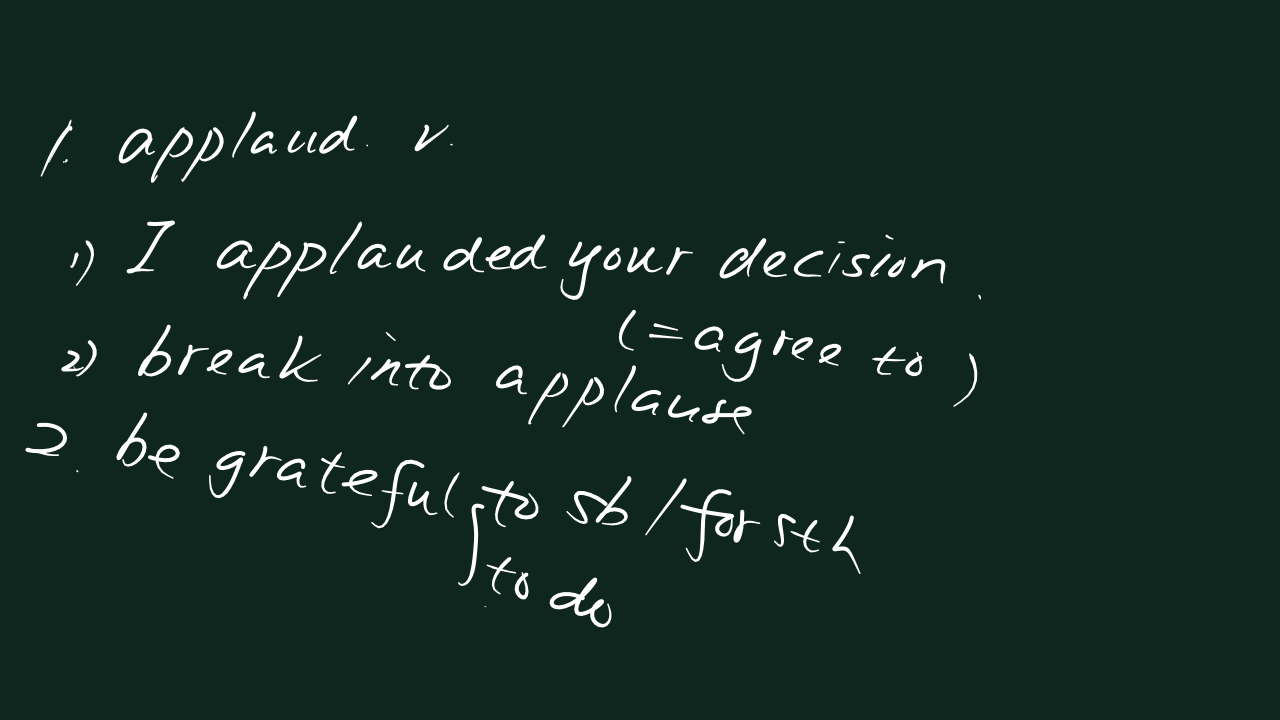 1. applaud. v.
1) I applauded your decision.
(=agree to)
2) break into applause
2. be grateful to sb / for sth
to do